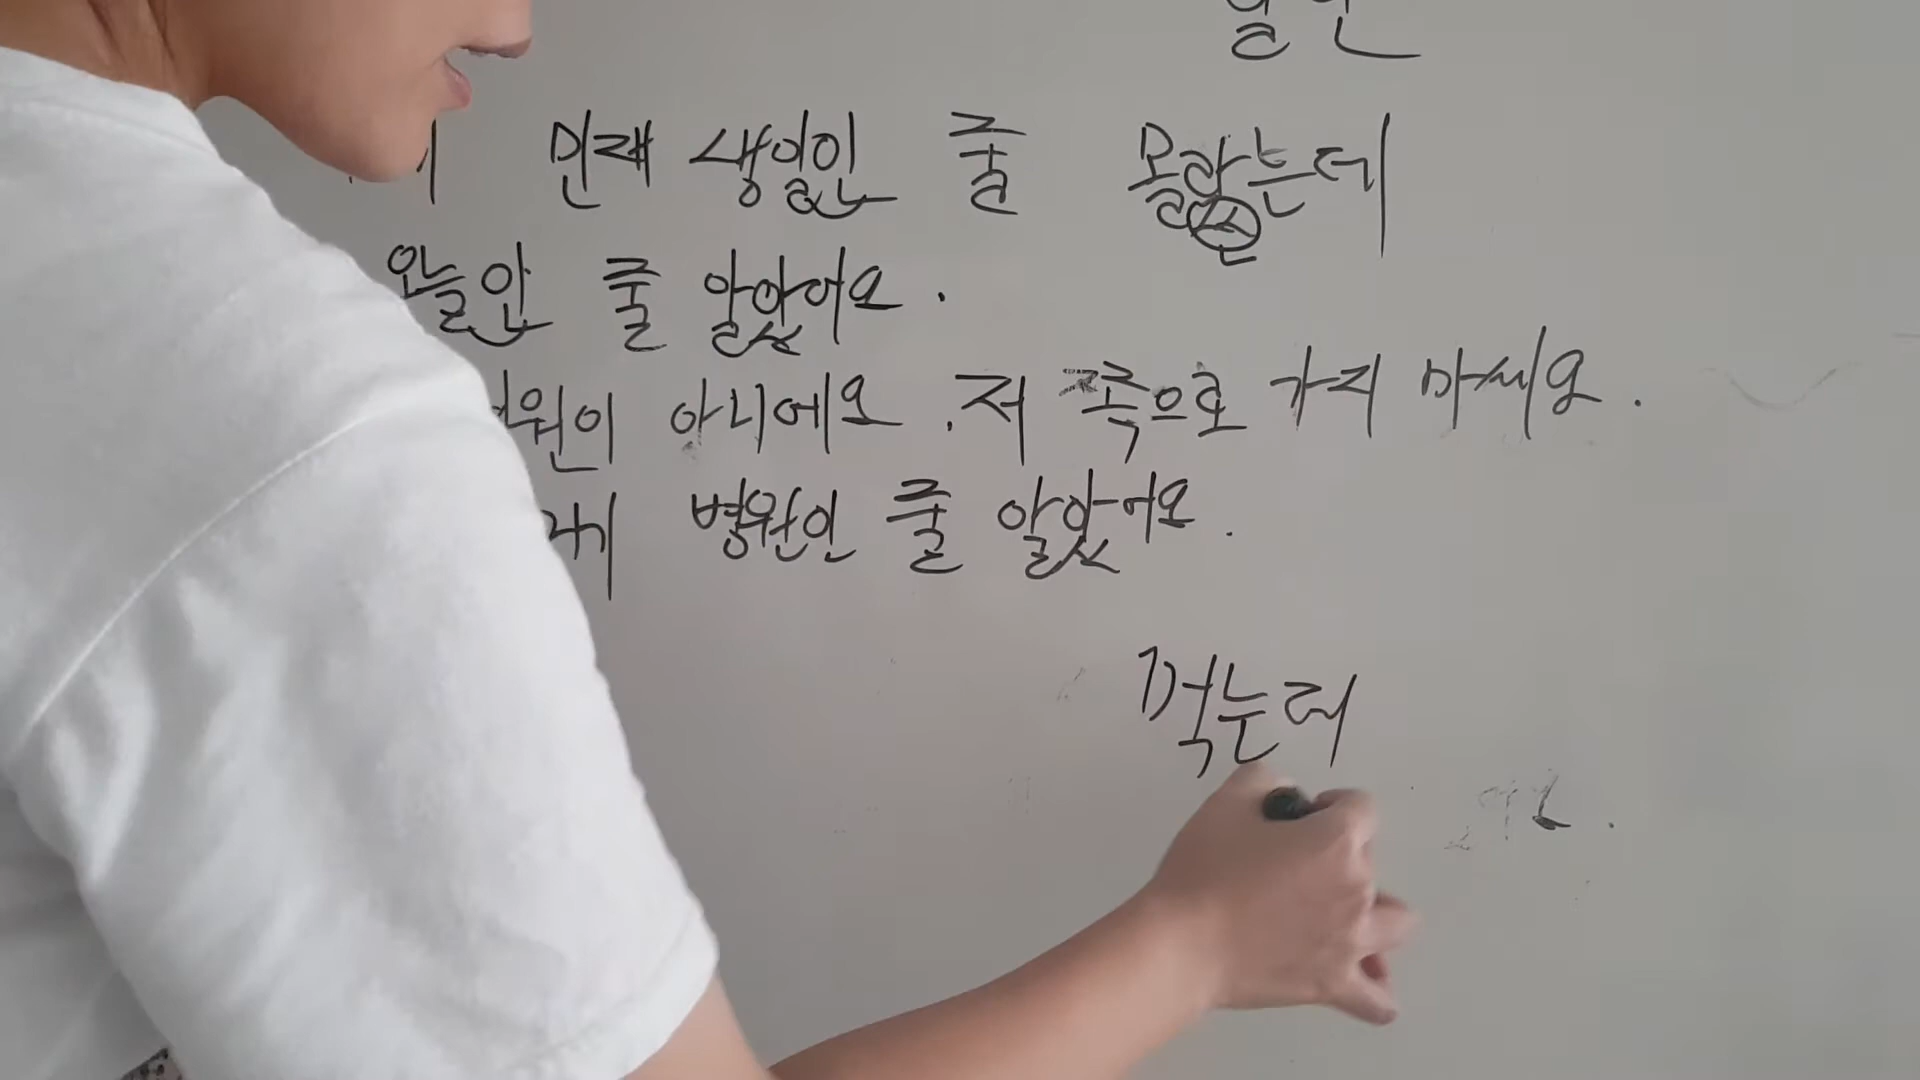 민재 생일인 줄 몰랐는데
오늘인 줄 알았어요.
원이 아니에요. 저 쪽으로 가지 마세요.
병원인 줄 알았어요.
먹는데